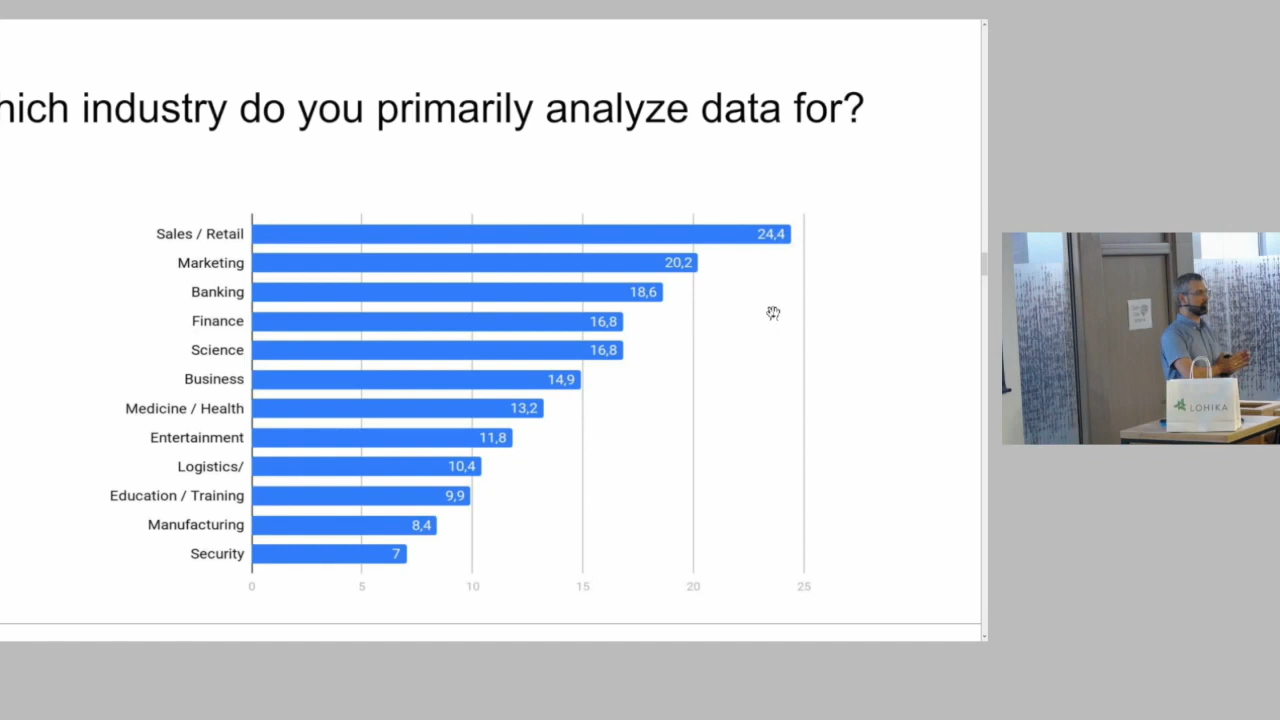 hich industry do you primarily analyze data for?
Sales / Retail 24,4
Marketing 20,2
Banking 18,6
Finance 16,8
Science 16,8
Business 14,9
Medicine / Health 13,2
Entertainment 11,8
Logistics/ 10,4
Education / Training 9,9
Manufacturing 8,4
Security 7
0 5 10 15 20 25
LOHIKA